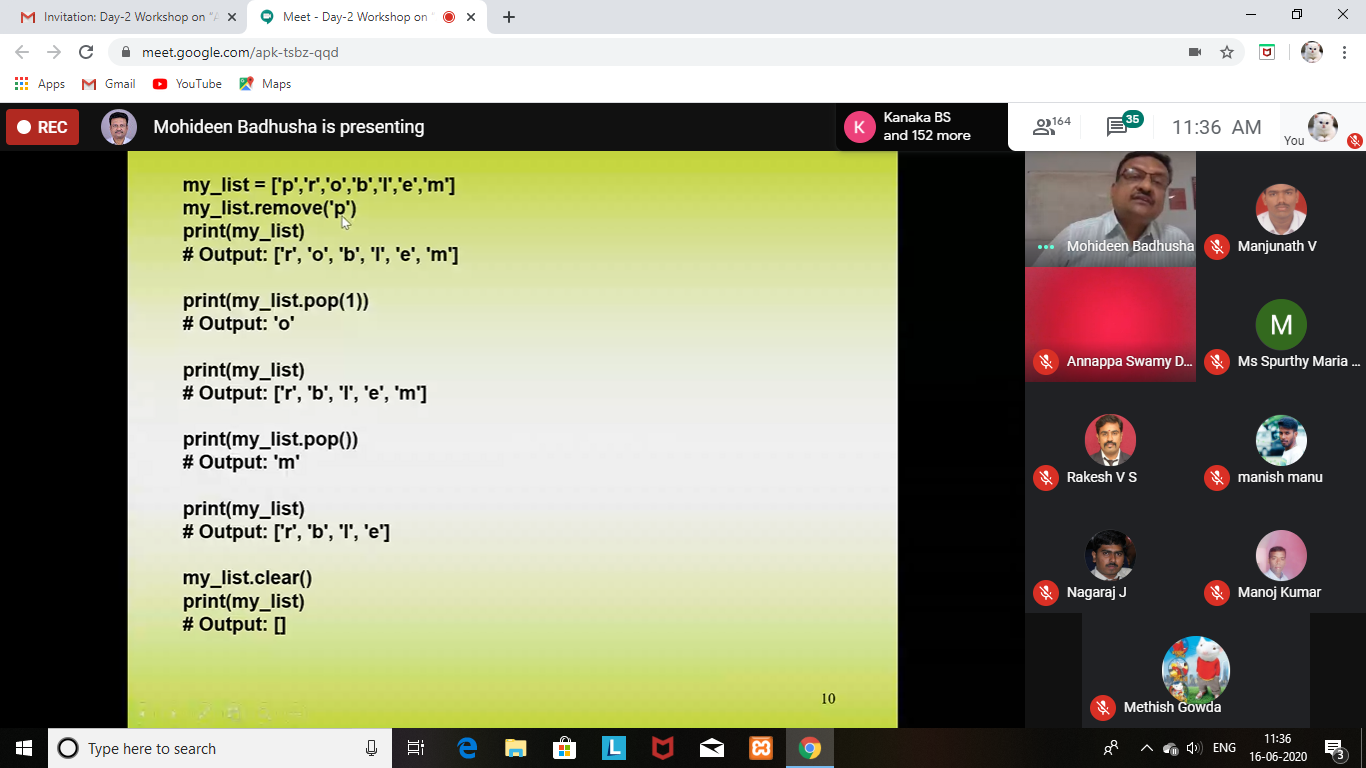 Invitation: Day-2 Workshop on "A
Meet - Day-2 Workshop on "
meet.google.com/apk-tsbz-qqd
Apps
Gmail
YouTube
Maps
REC
Mohideen Badhusha is presenting
K
Kanaka BS
and 152 more
164
35
11:36 AM
You
my_list = ['p','r','o','b','l','e','m']
my_list.remove('p')
print(my_list)
# Output: ['r', 'o', 'b', 'l', 'e', 'm']
print(my_list.pop(1))
# Output: 'o'
print(my_list)
# Output: ['r', 'b', 'l', 'e', 'm']
print(my_list.pop())
# Output: 'm'
print(my_list)
# Output: ['r', 'b', 'l', 'e']
my_list.clear()
print(my_list)
# Output: []
10
Mohideen Badhusha
Manjunath V
Annappa Swamy D...
M
Ms Spurthy Maria ...
Rakesh V S
manish manu
Nagaraj J
Manoj Kumar
Methish Gowda
Type here to search
L
ENG
11:36
16-06-2020
3